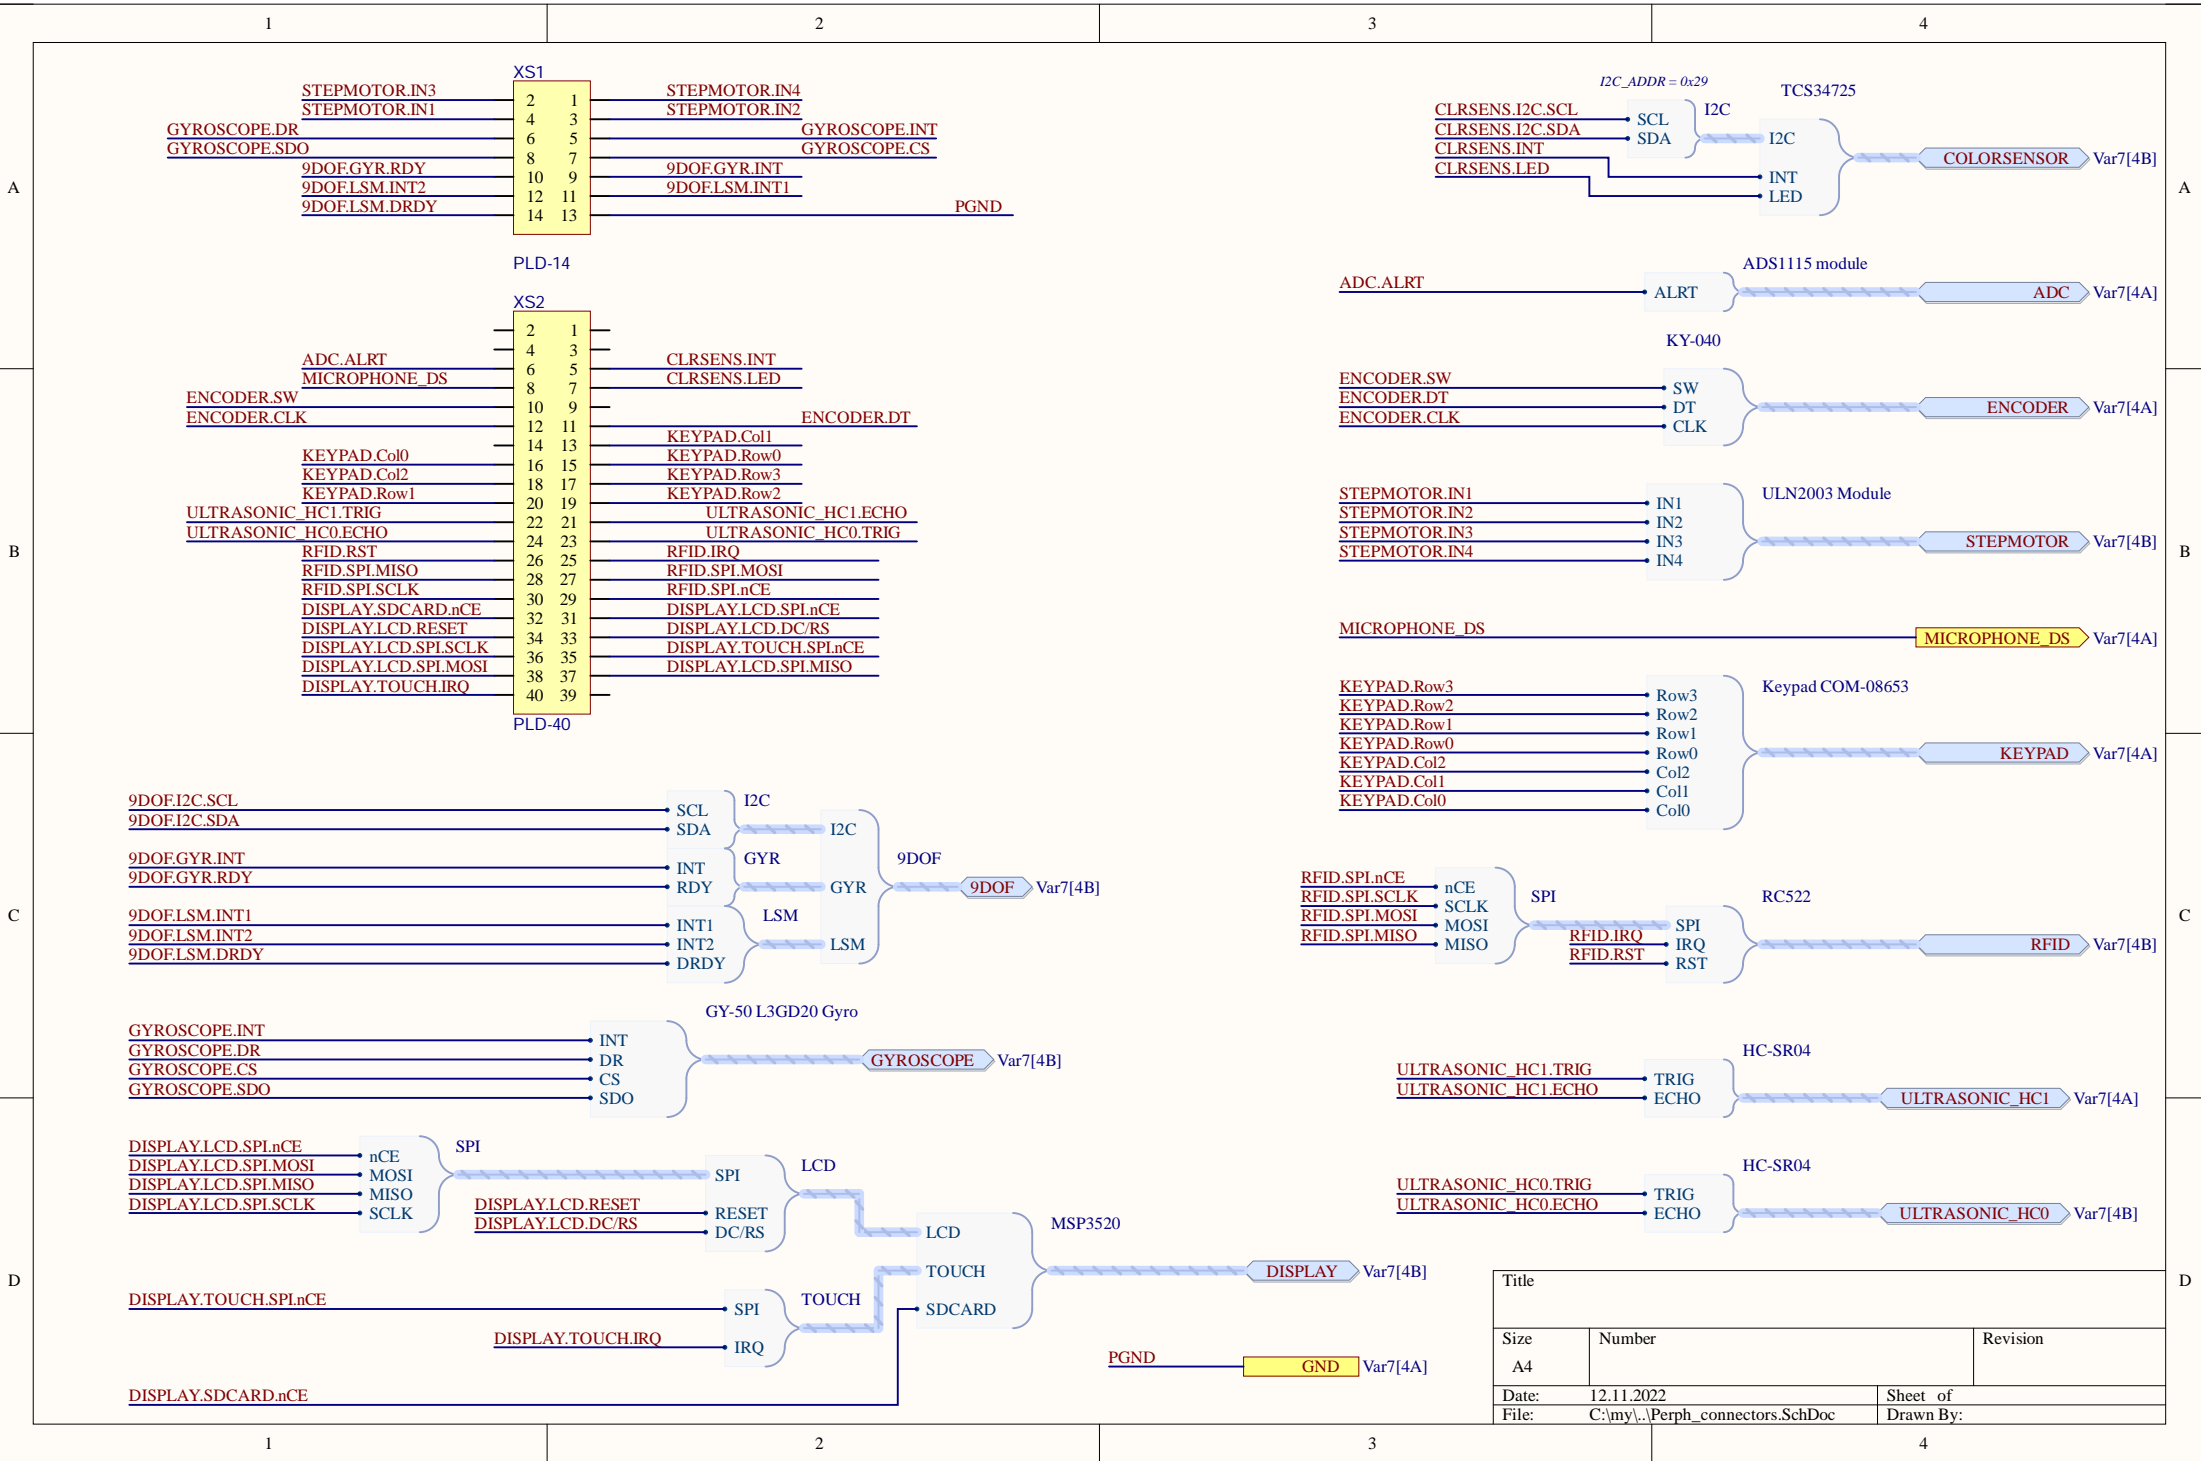 1 2 3 4
A
B
C
D
XS1
STEPMOTOR.IN3 2 1 STEPMOTOR.IN4
STEPMOTOR.IN1 4 3 STEPMOTOR.IN2
GYROSCOPE.DR 6 5 GYROSCOPE.INT
GYROSCOPE.SDO 8 7 GYROSCOPE.CS
9DOF.GYR.RDY 10 9 9DOF.GYR.INT
9DOF.LSM.INT2 12 11 9DOF.LSM.INT1
9DOF.LSM.DRDY 14 13 PGND
PLD-14
XS2
2 1
4 3
ADC.ALRT 6 5 CLRSENS.INT
MICROPHONE_DS 8 7 CLRSENS.LED
ENCODER.SW 10 9
ENCODER.CLK 12 11 ENCODER.DT
14 13 KEYPAD.Col1
KEYPAD.Col0 16 15 KEYPAD.Row0
KEYPAD.Col2 18 17 KEYPAD.Row3
KEYPAD.Row1 20 19 KEYPAD.Row2
ULTRASONIC_HC1.TRIG 22 21 ULTRASONIC_HC1.ECHO
ULTRASONIC_HC0.ECHO 24 23 ULTRASONIC_HC0.TRIG
RFID.RST 26 25 RFID.IRQ
RFID.SPI.MISO 28 27 RFID.SPI.MOSI
RFID.SPI.SCLK 30 29 RFID.SPI.nCE
DISPLAY.SDCARD.nCE 32 31 DISPLAY.LCD.SPI.nCE
DISPLAY.LCD.RESET 34 33 DISPLAY.LCD.DC/RS
DISPLAY.LCD.SPI.SCLK 36 35 DISPLAY.TOUCH.SPI.nCE
DISPLAY.LCD.SPI.MOSI 38 37 DISPLAY.LCD.SPI.MISO
DISPLAY.TOUCH.IRQ 40 39
PLD-40
9DOF.I2C.SCL SCL I2C
9DOF.I2C.SDA SDA I2C
9DOF.GYR.INT INT GYR 9DOF
9DOF.GYR.RDY RDY GYR 9DOF Var7[4B]
9DOF.LSM.INT1 INT1 LSM
9DOF.LSM.INT2 INT2 LSM
9DOF.LSM.DRDY DRDY
GY-50 L3GD20 Gyro
GYROSCOPE.INT INT
GYROSCOPE.DR DR GYROSCOPE Var7[4B]
GYROSCOPE.CS CS
GYROSCOPE.SDO SDO
DISPLAY.LCD.SPI.nCE nCE SPI
DISPLAY.LCD.SPI.MOSI MOSI SPI LCD
DISPLAY.LCD.SPI.MISO MISO
DISPLAY.LCD.SPI.SCLK SCLK DISPLAY.LCD.RESET RESET
DISPLAY.LCD.DC/RS DC/RS LCD MSP3520
TOUCH DISPLAY Var7[4B]
DISPLAY.TOUCH.SPI.nCE SPI TOUCH SDCARD
DISPLAY.TOUCH.IRQ IRQ
DISPLAY.SDCARD.nCE
PGND GND Var7[4A]
I2C_ADDR = 0x29 TCS34725
CLRSENS.I2C.SCL SCL I2C
CLRSENS.I2C.SDA SDA I2C
CLRSENS.INT INT COLORSENSOR Var7[4B]
CLRSENS.LED LED
ADS1115 module
ADC.ALRT ALRT ADC Var7[4A]
KY-040
ENCODER.SW SW
ENCODER.DT DT ENCODER Var7[4A]
ENCODER.CLK CLK
STEPMOTOR.IN1 IN1 ULN2003 Module
STEPMOTOR.IN2 IN2
STEPMOTOR.IN3 IN3 STEPMOTOR Var7[4B]
STEPMOTOR.IN4 IN4
MICROPHONE_DS MICROPHONE_DS Var7[4A]
KEYPAD.Row3 Row3 Keypad COM-08653
KEYPAD.Row2 Row2
KEYPAD.Row1 Row1
KEYPAD.Row0 Row0 KEYPAD Var7[4A]
KEYPAD.Col2 Col2
KEYPAD.Col1 Col1
KEYPAD.Col0 Col0
RFID.SPI.nCE nCE SPI RC522
RFID.SPI.SCLK SCLK
RFID.SPI.MOSI MOSI SPI
RFID.SPI.MISO MISO RFID.IRQ IRQ RFID Var7[4B]
RFID.RST RST
HC-SR04
ULTRASONIC_HC1.TRIG TRIG
ULTRASONIC_HC1.ECHO ECHO ULTRASONIC_HC1 Var7[4A]
HC-SR04
ULTRASONIC_HC0.TRIG TRIG
ULTRASONIC_HC0.ECHO ECHO ULTRASONIC_HC0 Var7[4B]
Title
Size Number Revision
A4
Date: 12.11.2022 Sheet of
File: C:\my\..\Perph_connectors.SchDoc Drawn By:
A
B
C
D
1 2 3 4